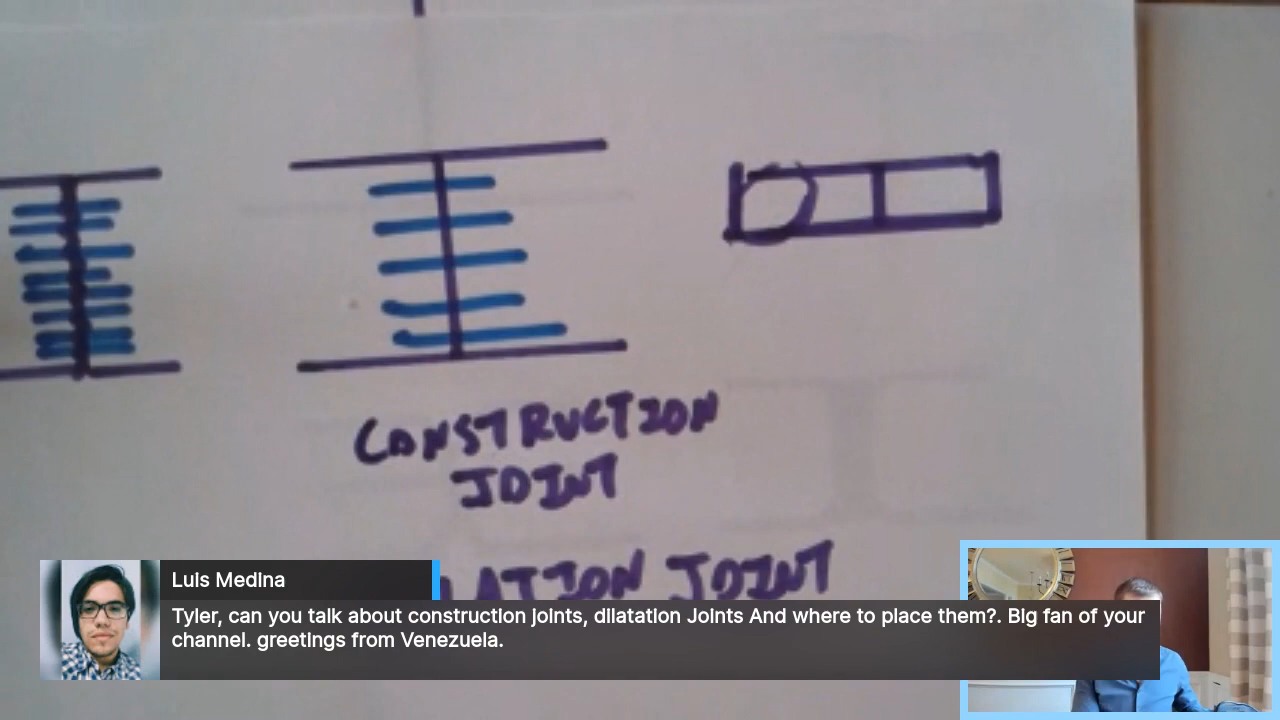 CONSTRUCTION
JOINT
LATION JOINT
Luis Medina
Tyler, can you talk about construction joints, dilatation Joints And where to place them?. Big fan of your
channel. greetings from Venezuela.